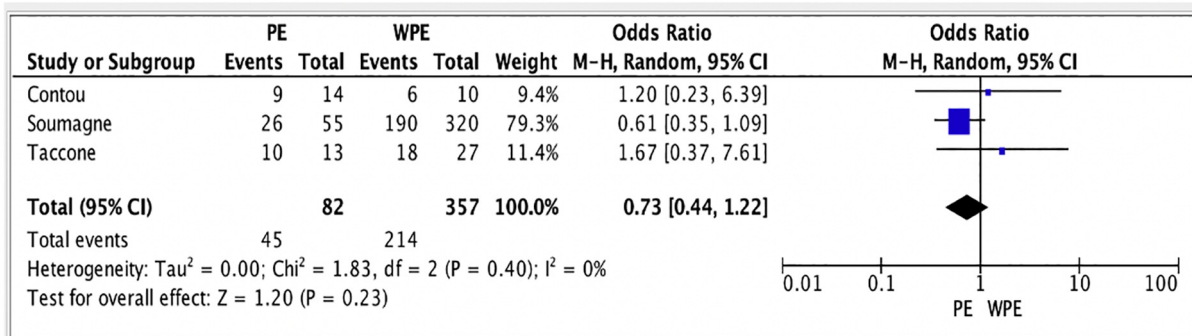 PE WPE Odds Ratio Odds Ratio
Study or Subgroup Events Total Events Total Weight M-H, Random, 95% CI M-H, Random, 95% CI
Contou 9 14 6 10 9.4% 1.20 [0.23, 6.39]
Soumagne 26 55 190 320 79.3% 0.61 [0.35, 1.09]
Taccone 10 13 18 27 11.4% 1.67 [0.37, 7.61]
Total (95% CI) 82 357 100.0% 0.73 [0.44, 1.22]
Total events 45 214
Heterogeneity: Tau² = 0.00; Chi² = 1.83, df = 2 (P = 0.40); I² = 0%
Test for overall effect: Z = 1.20 (P = 0.23)
0.01 0.1 1 10 100
PE WPE